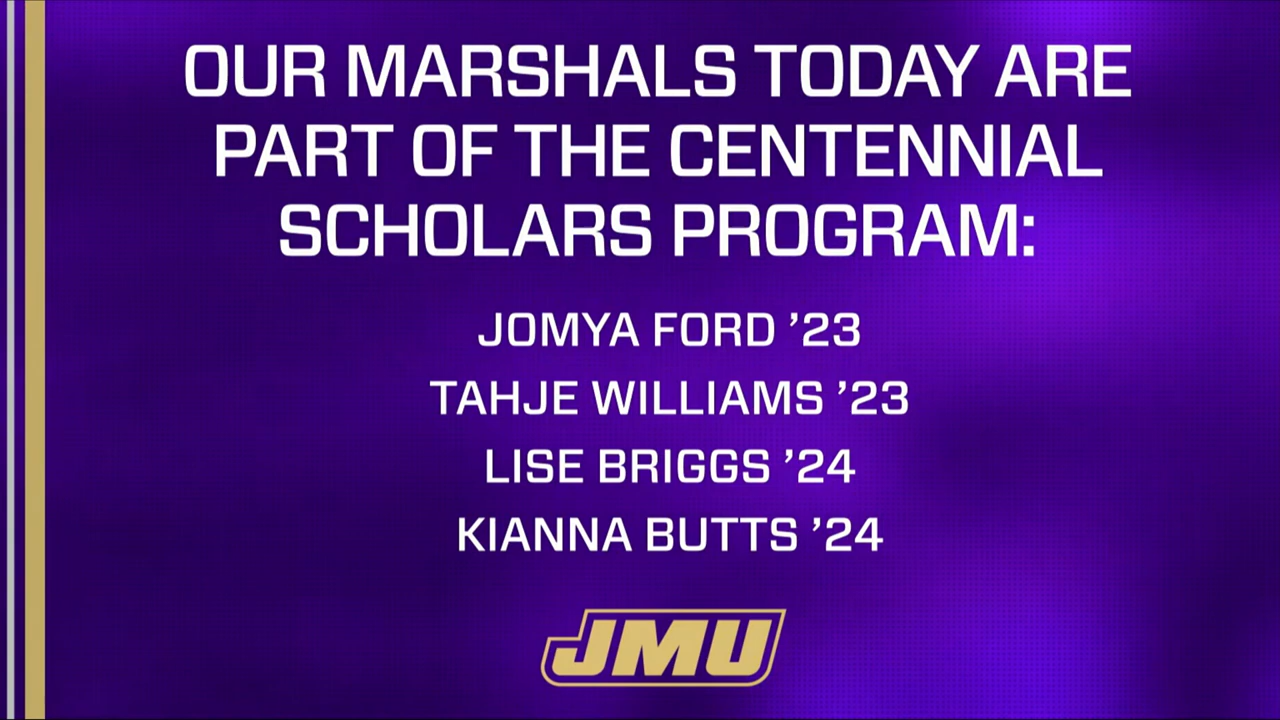 OUR MARSHALS TODAY ARE
PART OF THE CENTENNIAL
SCHOLARS PROGRAM:
JOMYA FORD ’23
TAHJE WILLIAMS ’23
LISE BRIGGS ’24
KIANNA BUTTS ’24
JMU